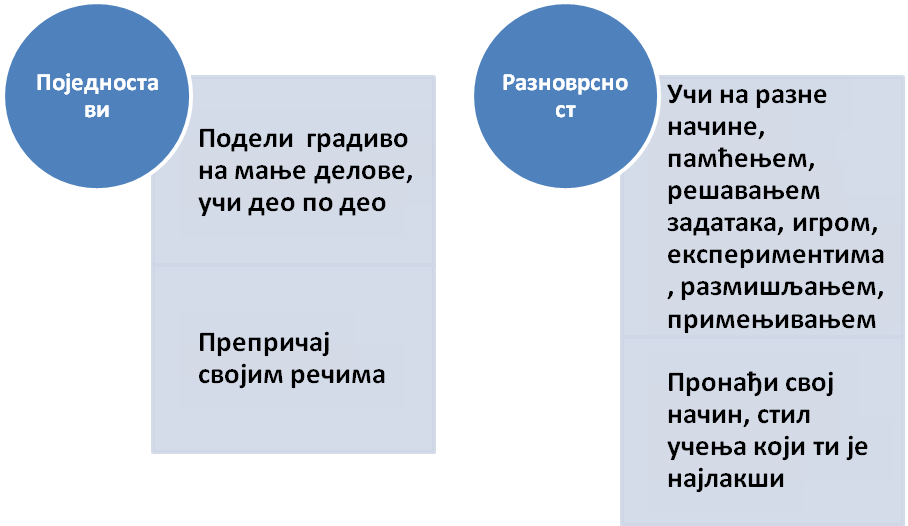 Поједноста
ви
Подели градиво
на мање делове,
учи део по део
Препричај
својим речима
Разноврсно
ст
Учи на разне
начине,
памћењем,
решавањем
задатака, игром,
експериментима
, размишљањем,
примењивањем
Пронађи свој
начин, стил
учења који ти је
најлакши